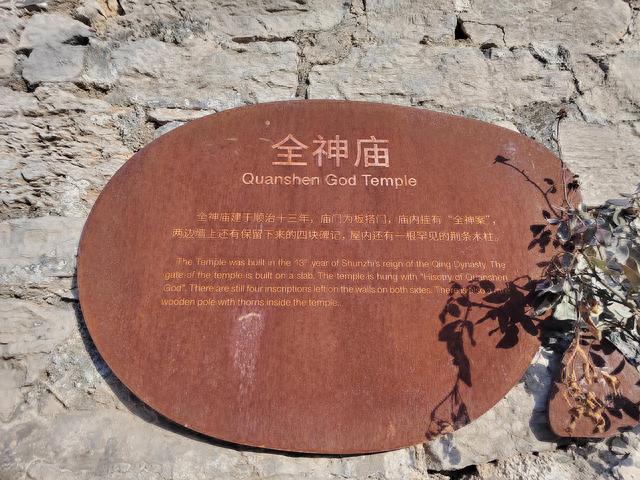 全神庙
Quanshen God Temple
全神庙建于顺治十三年，庙门为板搭门，庙内挂有“全神案”，
两边墙上还有保留下来的四块碑记，屋内还有一根罕见的荆条木柱。
The Temple was built in the 13th year of Shunzhi's reign of the Qing Dynasty. The
gate of the temple is built on a slab. The temple is hung with "Hisotry of Quanshen
God". There are still four inscriptions left on the walls on both sides. There is also a
wooden pole with thorns inside the temple.